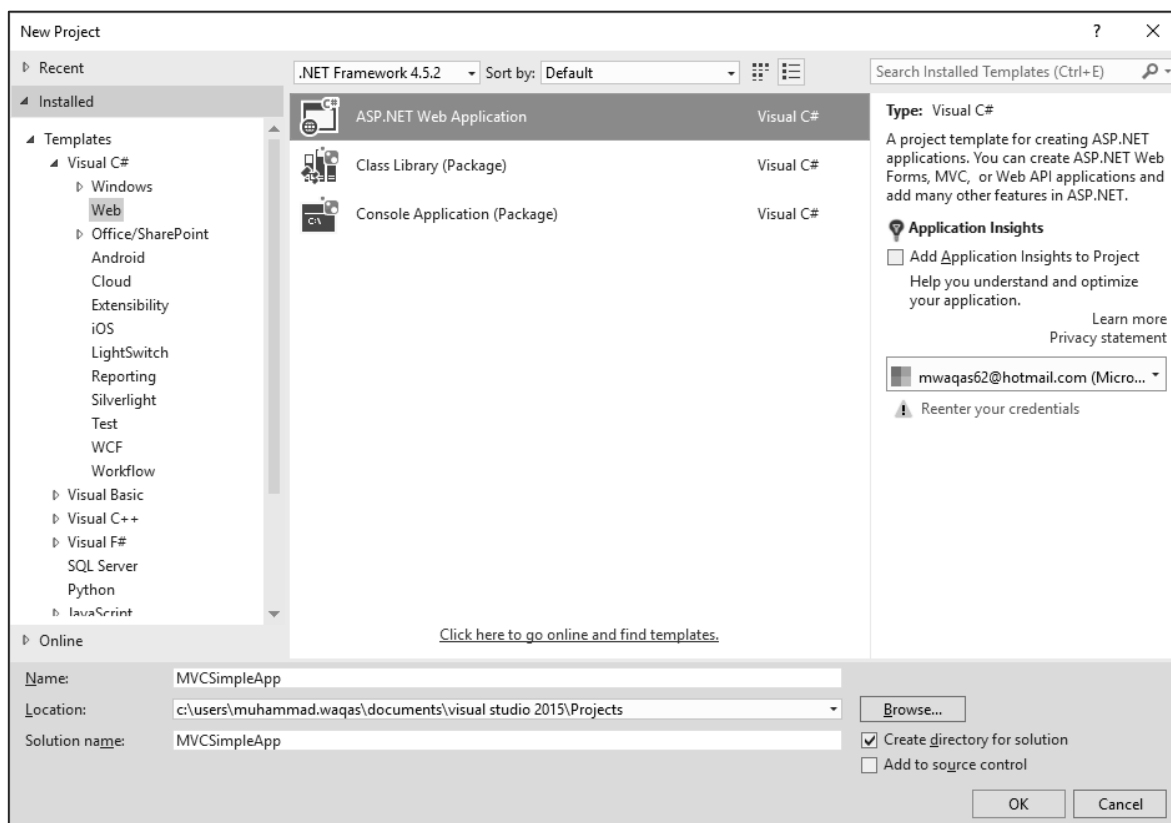 New Project
?
Recent
Installed
Templates
Visual C#
Windows
Web
Office/SharePoint
Android
Cloud
Extensibility
iOS
LightSwitch
Reporting
Silverlight
Test
WCF
Workflow
Visual Basic
Visual C++
Visual F#
SQL Server
Python
JavaScript
Online
.NET Framework 4.5.2 Sort by: Default
C# ASP.NET Web Application Visual C#
Class Library (Package) Visual C#
C:\ Console Application (Package) Visual C#
Click here to go online and find templates.
Search Installed Templates (Ctrl+E)
Type: Visual C#
A project template for creating ASP.NET
applications. You can create ASP.NET Web
Forms, MVC, or Web API applications and
add many other features in ASP.NET.
Application Insights
Add Application Insights to Project
Help you understand and optimize
your application.
Learn more
Privacy statement
mwaqas62@hotmail.com (Micro...
Reenter your credentials
Name: MVCSimpleApp
Location: c:\users\muhammad.waqas\documents\visual studio 2015\Projects Browse...
Solution name: MVCSimpleApp
Create directory for solution
Add to source control
OK Cancel